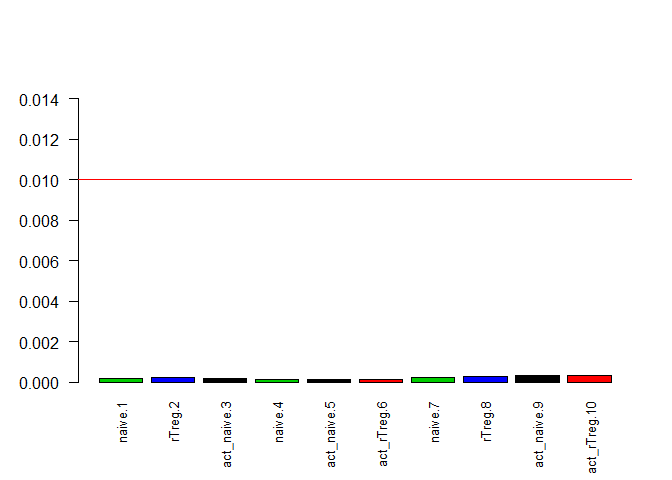 0.014
0.012
0.010
0.008
0.006
0.004
0.002
0.000
naive.1
rTreg.2
act_naive.3
naive.4
act_naive.5
act_rTreg.6
naive.7
rTreg.8
act_naive.9
act_rTreg.10